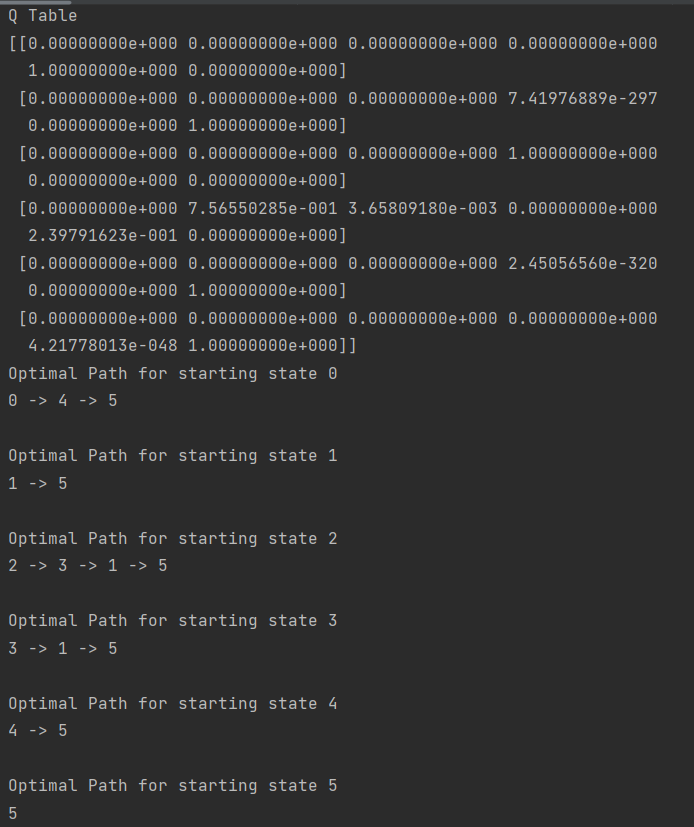 Q Table
[[0.00000000e+000 0.00000000e+000 0.00000000e+000 0.00000000e+000
1.00000000e+000 0.00000000e+000]
[0.00000000e+000 0.00000000e+000 0.00000000e+000 7.41976889e-297
0.00000000e+000 1.00000000e+000]
[0.00000000e+000 0.00000000e+000 0.00000000e+000 1.00000000e+000
0.00000000e+000 0.00000000e+000]
[0.00000000e+000 7.56550285e-001 3.65809180e-003 0.00000000e+000
2.39791623e-001 0.00000000e+000]
[0.00000000e+000 0.00000000e+000 0.00000000e+000 2.45056560e-320
0.00000000e+000 1.00000000e+000]
[0.00000000e+000 0.00000000e+000 0.00000000e+000 0.00000000e+000
4.21778013e-048 1.00000000e+000]]
Optimal Path for starting state 0
0 -> 4 -> 5
Optimal Path for starting state 1
1 -> 5
Optimal Path for starting state 2
2 -> 3 -> 1 -> 5
Optimal Path for starting state 3
3 -> 1 -> 5
Optimal Path for starting state 4
4 -> 5
Optimal Path for starting state 5
5